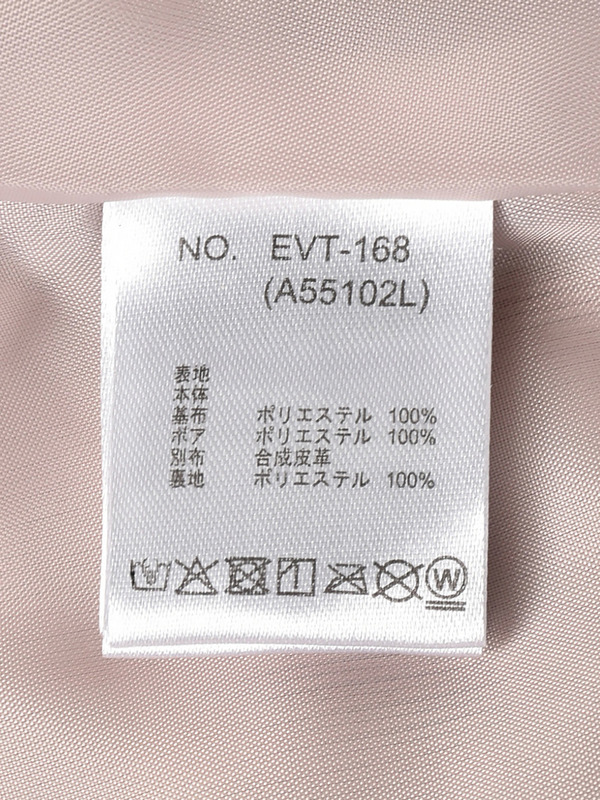 NO. EVT-168
(A55102L)
表地
本体
基布 ポリエステル 100%
ボア ポリエステル 100%
別布 合成皮革
裏地 ポリエステル 100%
W